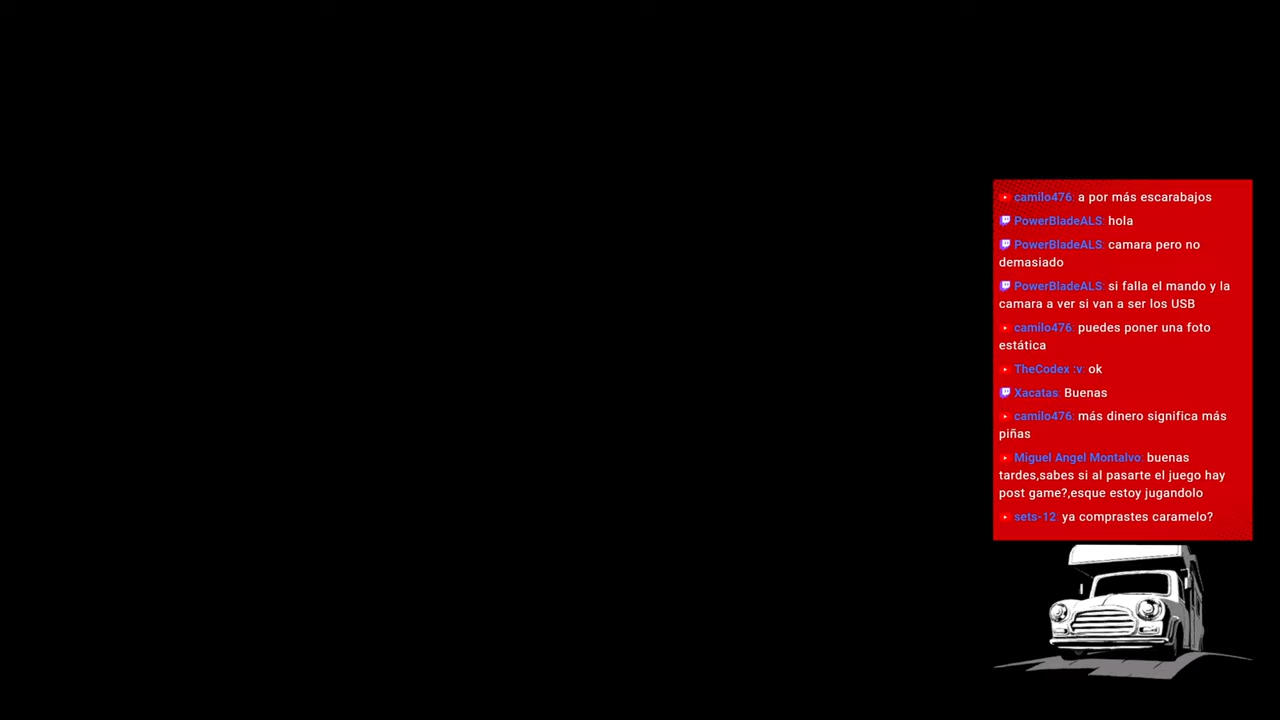 camilo476: a por más escarabajos
PowerBladeALS: hola
PowerBladeALS: camara pero no
demasiado
PowerBladeALS: si falla el mando y la
camara a ver si van a ser los USB
camilo476: puedes poner una foto
estática
TheCodex :v: ok
Xacatas: Buenas
camilo476: más dinero significa más
piñas
Miguel Angel Montalvo: buenas
tardes,sabes si al pasarte el juego hay
post game?,esque estoy jugandolo
sets-12: ya comprastes caramelo?